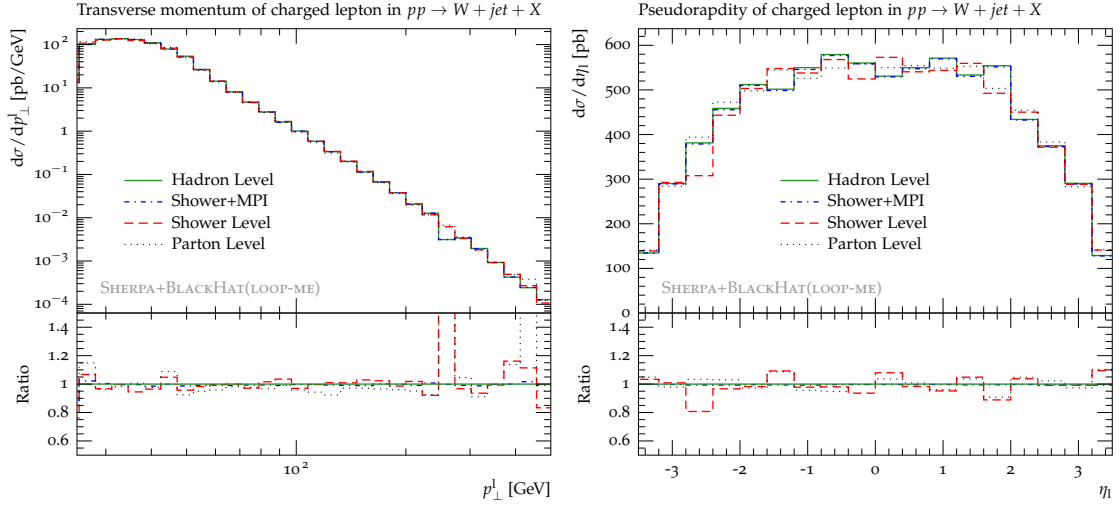 Transverse momentum of charged lepton in pp → W + jet + X
dσ/dp⊥^l [pb/GeV]
10^2
10^1
1
10^−1
10^−2
10^−3
10^−4
Hadron Level
Shower+MPI
Shower Level
Parton Level
SHERPA+BLACKHAT(LOOP-ME)
Ratio
1.4
1.2
1
0.8
0.6
10^2
p⊥^l [GeV]
Pseudorapdity of charged lepton in pp → W + jet + X
dσ/dηl [pb]
600
500
400
300
200
100
0
Hadron Level
Shower+MPI
Shower Level
Parton Level
SHERPA+BLACKHAT(LOOP-ME)
Ratio
1.4
1.2
1
0.8
0.6
-3 -2 -1 0 1 2 3
ηl